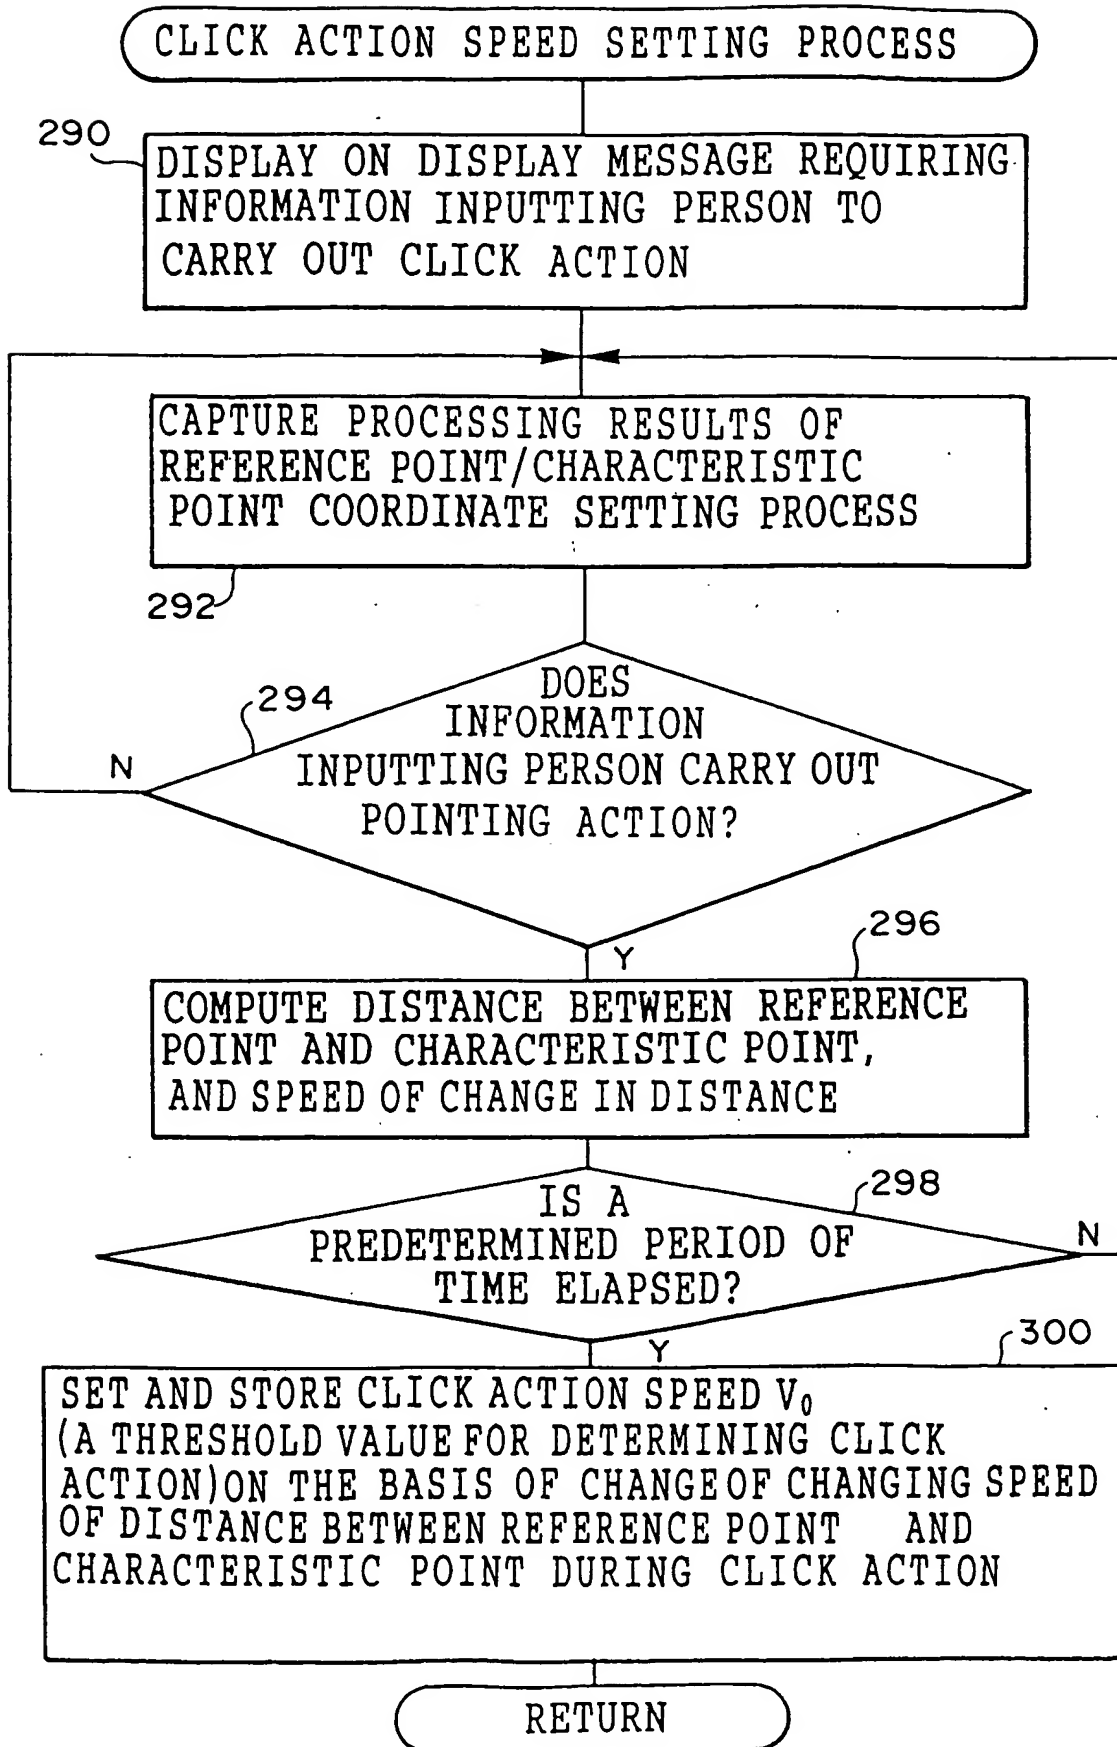 CLICK ACTION SPEED SETTING PROCESS
290
DISPLAY ON DISPLAY MESSAGE REQUIRING
INFORMATION INPUTTING PERSON TO
CARRY OUT CLICK ACTION
CAPTURE PROCESSING RESULTS OF
REFERENCE POINT/CHARACTERISTIC
POINT COORDINATE SETTING PROCESS
292
294
DOES
INFORMATION
INPUTTING PERSON CARRY OUT
POINTING ACTION?
N
Y
296
COMPUTE DISTANCE BETWEEN REFERENCE
POINT AND CHARACTERISTIC POINT,
AND SPEED OF CHANGE IN DISTANCE
298
IS A
PREDETERMINED PERIOD OF
TIME ELAPSED?
N
Y
300
SET AND STORE CLICK ACTION SPEED V₀
(A THRESHOLD VALUE FOR DETERMINING CLICK
ACTION)ON THE BASIS OF CHANGE OF CHANGING SPEED
OF DISTANCE BETWEEN REFERENCE POINT AND
CHARACTERISTIC POINT DURING CLICK ACTION
RETURN